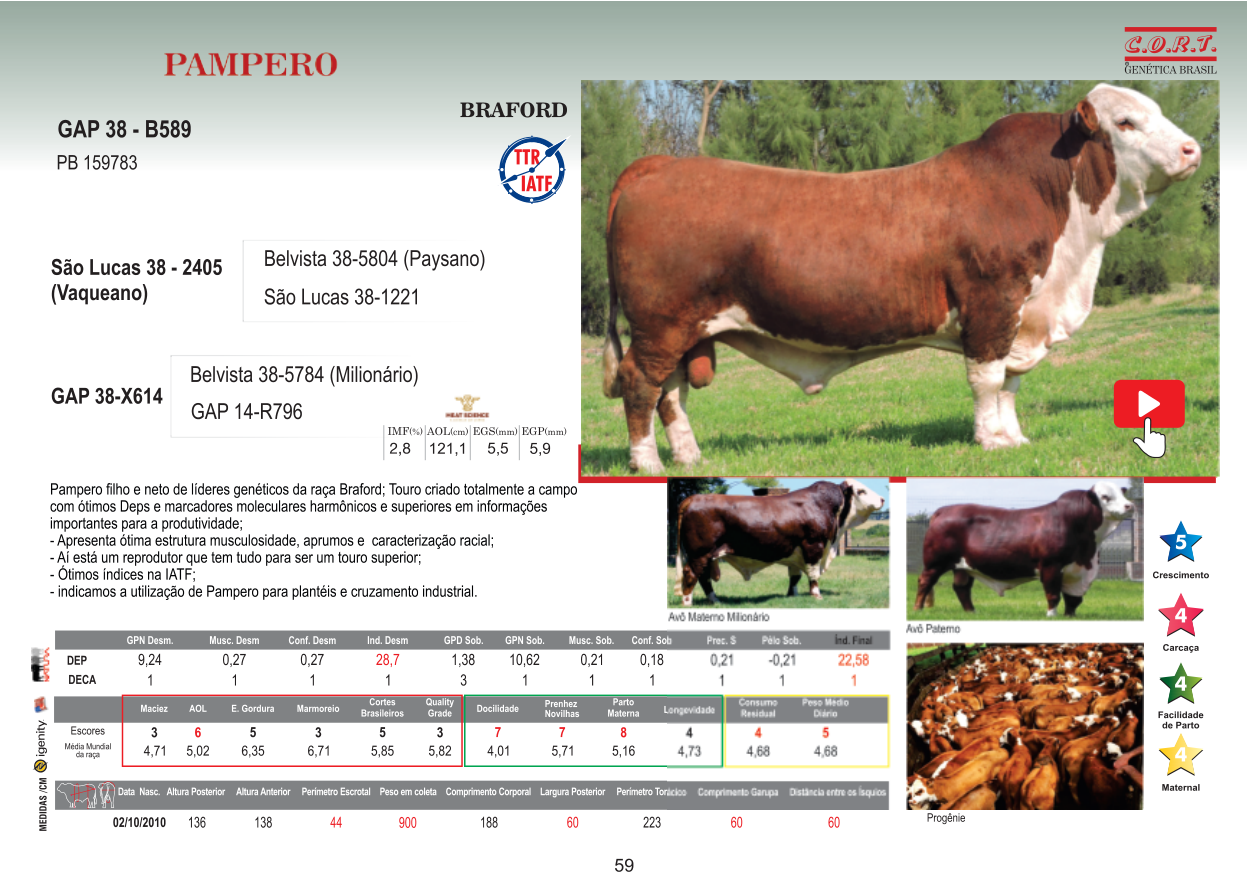 PAMPERO
C.O.R.T.
GENÉTICA BRASIL
BRAFORD
GAP 38 - B589
PB 159783
TTR
IATF
São Lucas 38 - 2405
(Vaqueano)
Belvista 38-5804 (Paysano)
São Lucas 38-1221
GAP 38-X614
Belvista 38-5784 (Milionário)
GAP 14-R796
MEAT SCIENCE
IMF(%) AOL(cm) EGS(mm) EGP(mm)
2,8 121,1 5,5 5,9
Pampero filho e neto de líderes genéticos da raça Braford; Touro criado totalmente a campo
com ótimos Deps e marcadores moleculares harmônicos e superiores em informações
importantes para a produtividade;
- Apresenta ótima estrutura musculosidade, aprumos e caracterização racial;
- Aí está um reprodutor que tem tudo para ser um touro superior;
- Ótimos índices na IATF;
- indicamos a utilização de Pampero para plantéis e cruzamento industrial.
Avô Materno Milionário
Avô Paterno
Progênie
5
Crescimento
4
Carcaça
4
Facilidade
de Parto
4
Maternal
GPN Desm. Musc. Desm Conf. Desm Ind. Desm GPD Sob. GPN Sob. Musc. Sob. Conf. Sob Prec. S Pêlo Sob. Índ. Final
DEP 9,24 0,27 0,27 28,7 1,38 10,62 0,21 0,18 0,21 -0,21 22,58
DECA 1 1 1 1 3 1 1 1 1 1 1
igenity
Maciez AOL E. Gordura Marmoreio Cortes Brasileiros Quality Grade Docilidade Prenhez Novilhas Parto Materna Longevidade Consumo Residual Peso Médio Diário
Escores 3 6 5 3 5 3 7 7 8 4 4 5
Média Mundial da raça 4,71 5,02 6,35 6,71 5,85 5,82 4,01 5,71 5,16 4,73 4,68 4,68
MEDIDAS /CM
Data Nasc. Altura Posterior Altura Anterior Perímetro Escrotal Peso em coleta Comprimento Corporal Largura Posterior Perímetro Torácico Comprimento Garupa Distância entre os Ísquios
02/10/2010 136 138 44 900 188 60 223 60 60
59